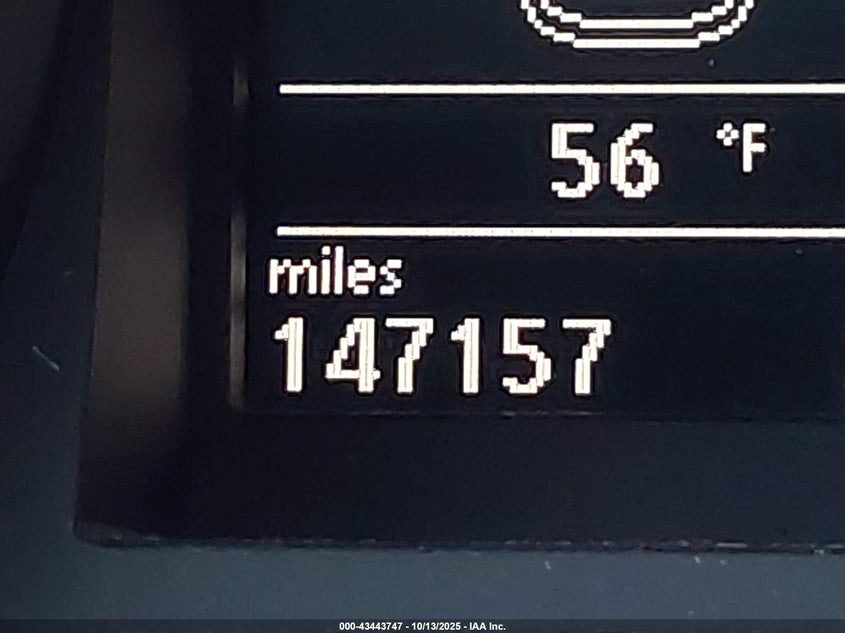 56 °F
miles
147157
000-43443747 - 10/13/2025 - IAA Inc.